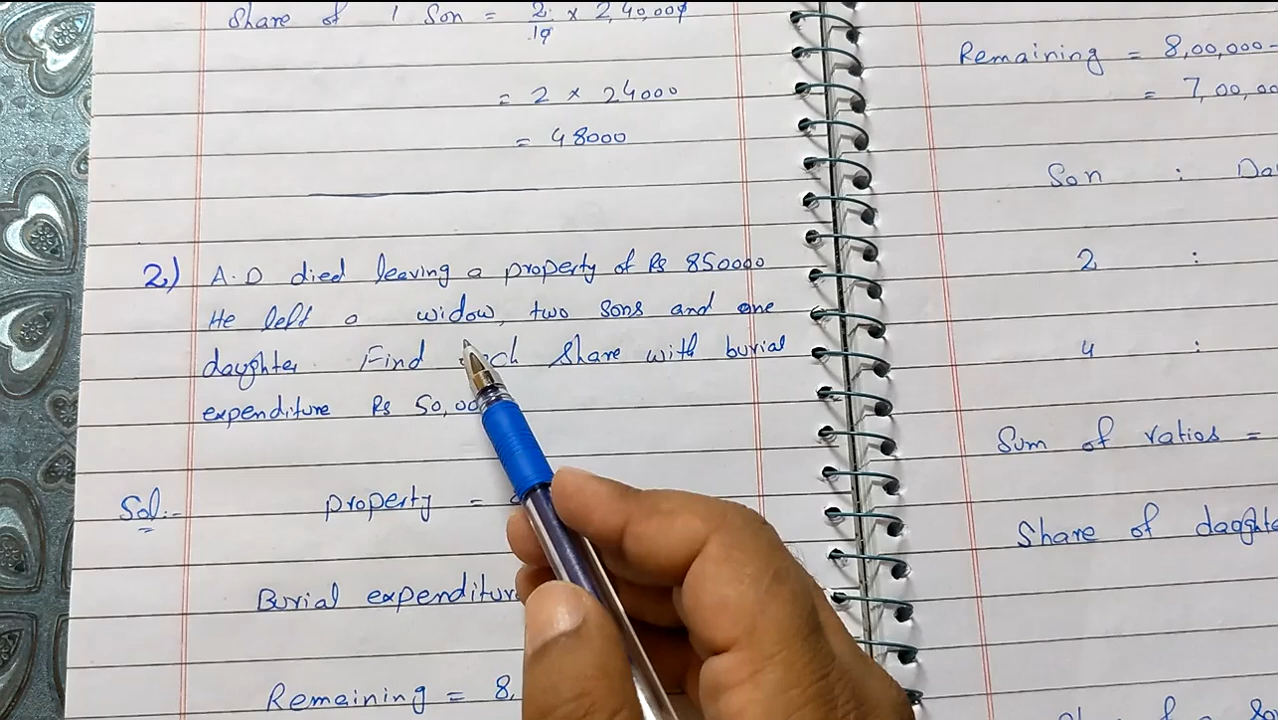 Share of 1 Son = 2/10 x 2,40,000
= 2 x 24000
= 48000
2.) A.D died leaving a property of Rs 850000
He left a widow, two sons and one
daughter. Find each share with burial
expenditure Rs 50,00
Sol:-
property =
Burial expenditure
Remaining = 8,
Remaining = 8,00,000-
= 7,00,00
Son : Da
2 :
4 :
Sum of ratios =
Share of daughte